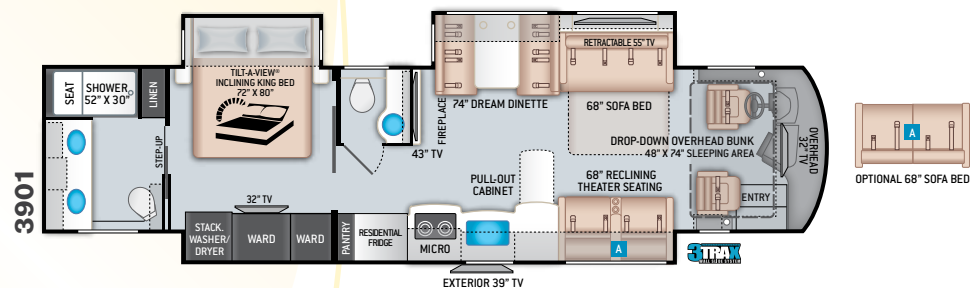 3901
SEAT
SHOWER
52" X 30"
LINEN
STEP-UP
TILT-A-VIEW®
INCLINING KING BED
72" X 80"
32" TV
STACK.
WASHER/
DRYER
WARD
WARD
PANTRY
RESIDENTIAL
FRIDGE
MICRO
EXTERIOR 39" TV
43" TV
FIREPLACE
74" DREAM DINETTE
RETRACTABLE 55" TV
68" SOFA BED
DROP-DOWN OVERHEAD BUNK
48" X 74" SLEEPING AREA
PULL-OUT
CABINET
68" RECLINING
THEATER SEATING
A
ENTRY
OVERHEAD
32" TV
3TRAX
A
OPTIONAL 68" SOFA BED